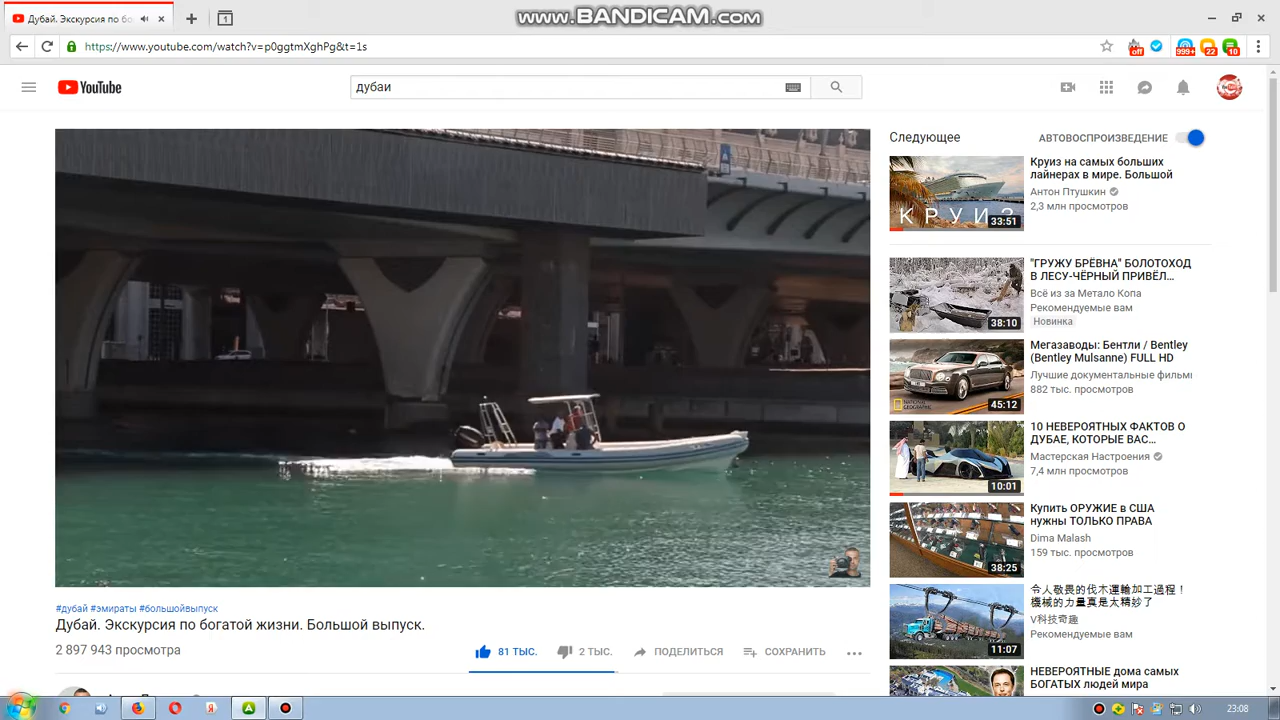 www.BANDICAM.com
Дубай. Экскурсия по бо
1
https://www.youtube.com/watch?v=p0ggtmXghPg&t=1s
off
999+
22
10
YouTube
дубаи
Следующее
АВТОВОСПРОИЗВЕДЕНИЕ
КРУИЗ
33:51
Круиз на самых больших
лайнерах в мире. Большой
Антон Птушкин
2,3 млн просмотров
38:10
"ГРУЖУ БРЁВНА" БОЛОТОХОД
В ЛЕСУ-ЧЁРНЫЙ ПРИВЁЛ...
Всё из за Метало Копа
Рекомендуемые вам
Новинка
NATIONAL GEOGRAPHIC
45:12
Мегазаводы: Бентли / Bentley
(Bentley Mulsanne) FULL HD
Лучшие документальные фильмы
882 тыс. просмотров
10:01
10 НЕВЕРОЯТНЫХ ФАКТОВ О
ДУБАЕ, КОТОРЫЕ ВАС...
Мастерская Настроения
7,4 млн просмотров
38:25
Купить ОРУЖИЕ в США
нужны ТОЛЬКО ПРАВА
Dima Malash
159 тыс. просмотров
11:07
令人敬畏的伐木運輸加工過程！
機械的力量真是太精妙了
V科技奇趣
Рекомендуемые вам
НЕВЕРОЯТНЫЕ дома самых
БОГАТЫХ людей мира
#дубай #эмираты #большойвыпуск
Дубай. Экскурсия по богатой жизни. Большой выпуск.
2 897 943 просмотра
81 ТЫС.
2 ТЫС.
ПОДЕЛИТЬСЯ
СОХРАНИТЬ
23:08